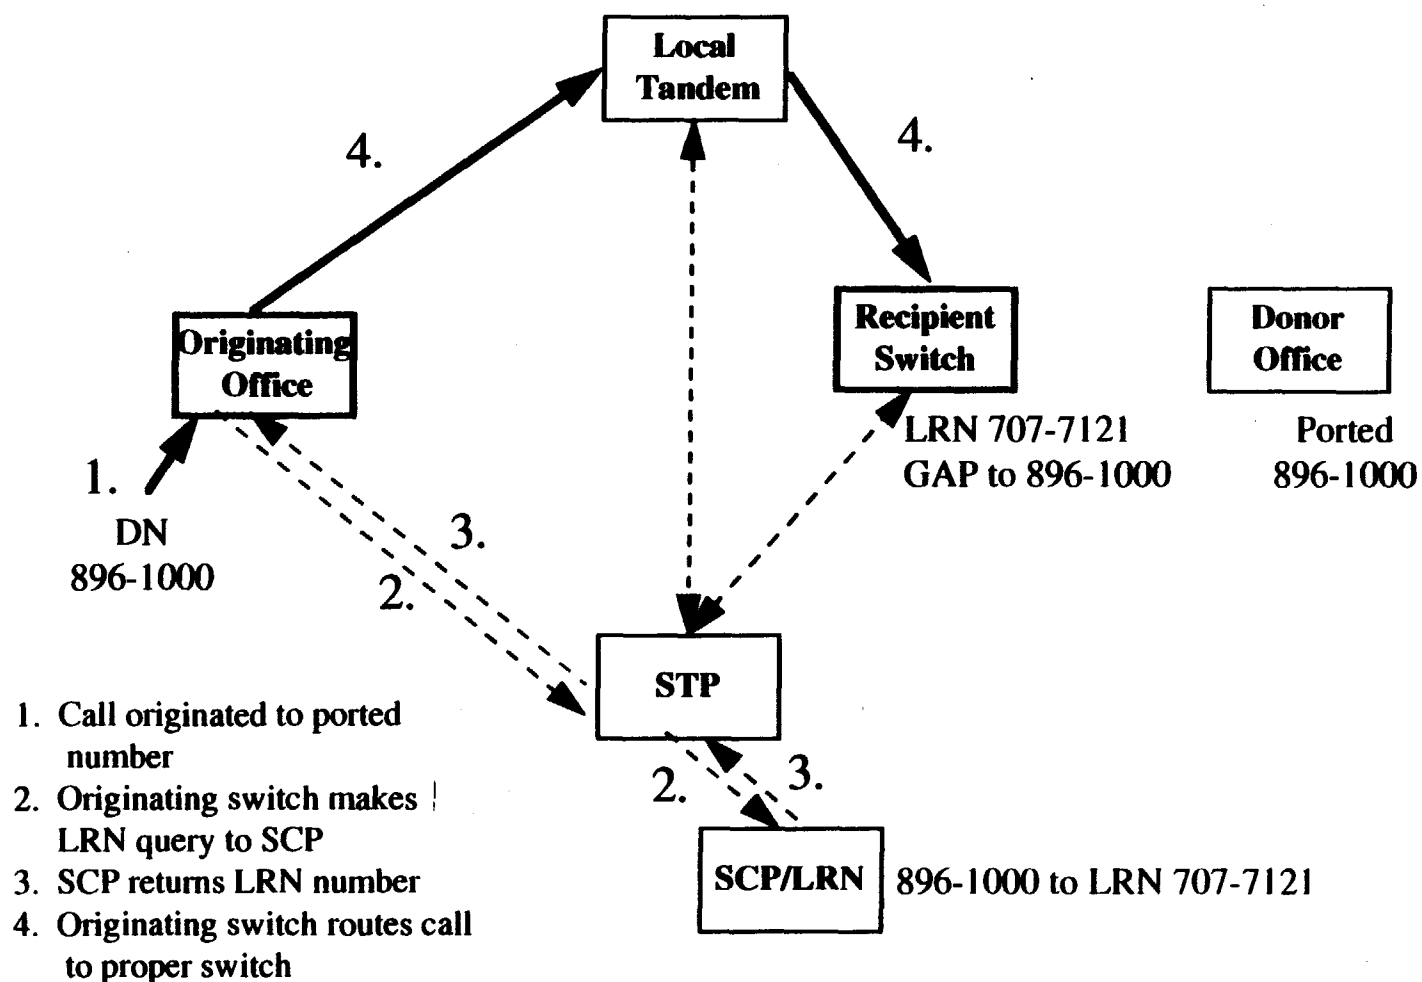 Local
Tandem
4.
4.
Originating
Office
Recipient
Switch
Donor
Office
LRN 707-7121
GAP to 896-1000
Ported
896-1000
1.
DN
896-1000
3.
2.
STP
2.
3.
SCP/LRN
896-1000 to LRN 707-7121
1. Call originated to ported
number
2. Originating switch makes
LRN query to SCP
3. SCP returns LRN number
4. Originating switch routes call
to proper switch